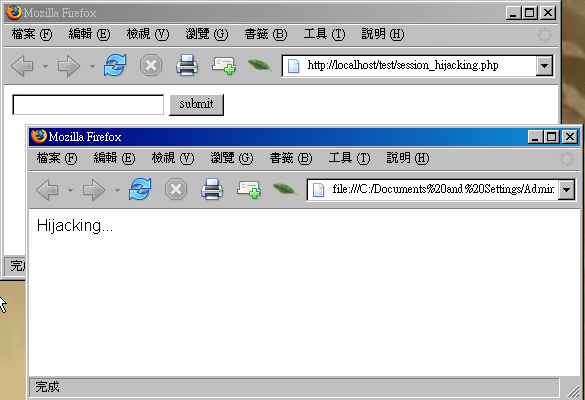 Mozilla Firefox
檔案 (F) 編輯 (E) 檢視 (V) 瀏覽 (G) 書籤 (B) 工具 (T) 說明 (H)
http://localhost/test/session_hijacking.php
submit
Mozilla Firefox
檔案 (F) 編輯 (E) 檢視 (V) 瀏覽 (G) 書籤 (B) 工具 (T) 說明 (H)
file:///C:/Documents%20and%20Settings/Admin
Hijacking...
完
完成